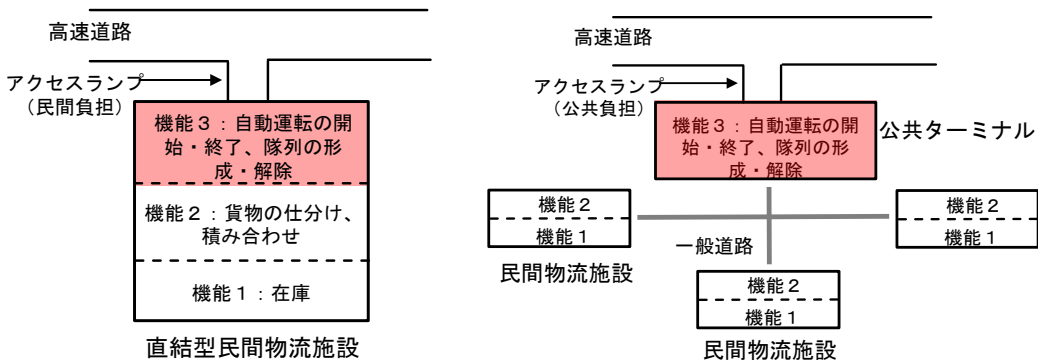 高速道路
アクセスランプ
（民間負担）
機能３：自動運転の開
始・終了、隊列の形
成・解除
機能２：貨物の仕分け、
積み合わせ
機能１：在庫
直結型民間物流施設
高速道路
アクセスランプ
（公共負担）
機能３：自動運転の開
始・終了、隊列の形成
・解除
公共ターミナル
機能２
機能１
民間物流施設
一般道路
機能２
機能１
機能２
機能１
民間物流施設